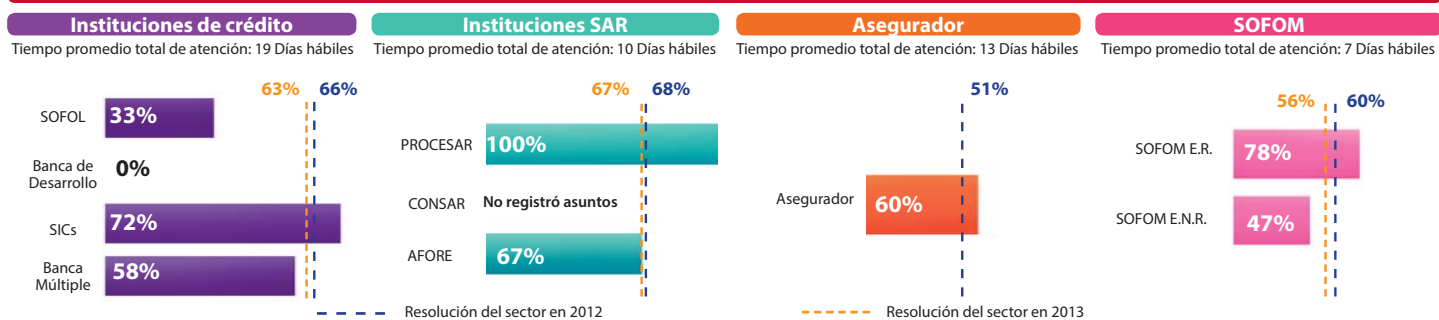 Instituciones de crédito
Tiempo promedio total de atención: 19 Días hábiles
63%
66%
SOFOL
33%
Banca de
Desarrollo
0%
SICs
72%
Banca
Múltiple
58%
Instituciones SAR
Tiempo promedio total de atención: 10 Días hábiles
67%
68%
PROCESAR
100%
CONSAR
No registró asuntos
AFORE
67%
Asegurador
Tiempo promedio total de atención: 13 Días hábiles
51%
Asegurador
60%
SOFOM
Tiempo promedio total de atención: 7 Días hábiles
56%
60%
SOFOM E.R.
78%
SOFOM E.N.R.
47%
Resolución del sector en 2012
Resolución del sector en 2013